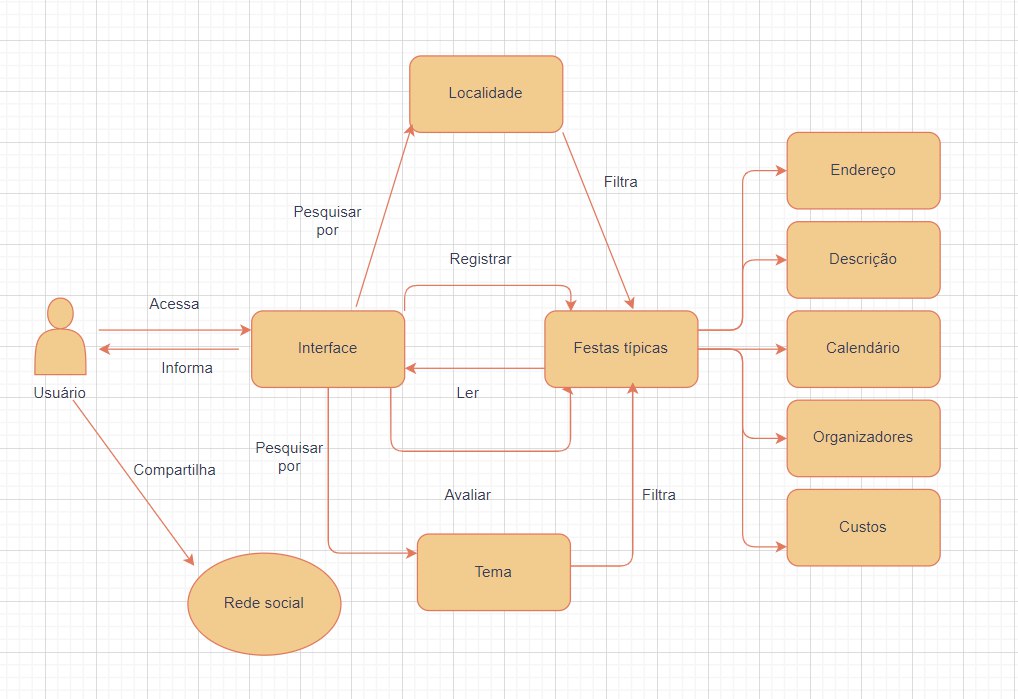 Localidade
Endereço
Filtra
Pesquisar
por
Registrar
Descrição
Acessa
Interface
Festas típicas
Calendário
Informa
Usuário
Ler
Organizadores
Pesquisar
por
Compartilha
Avaliar
Filtra
Custos
Tema
Rede social